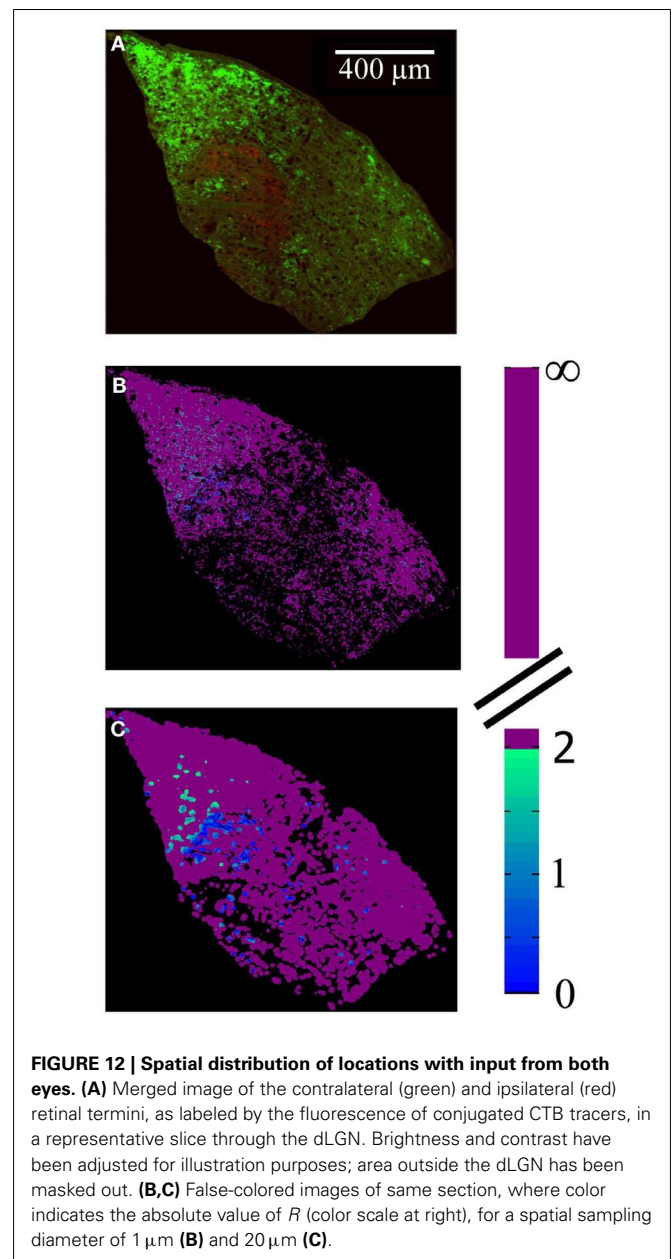 A
400 µm
B
∞
C
2
1
0
FIGURE 12 | Spatial distribution of locations with input from both
eyes. (A) Merged image of the contralateral (green) and ipsilateral (red)
retinal termini, as labeled by the fluorescence of conjugated CTB tracers, in
a representative slice through the dLGN. Brightness and contrast have
been adjusted for illustration purposes; area outside the dLGN has been
masked out. (B,C) False-colored images of same section, where color
indicates the absolute value of R (color scale at right), for a spatial sampling
diameter of 1 µm (B) and 20 µm (C).